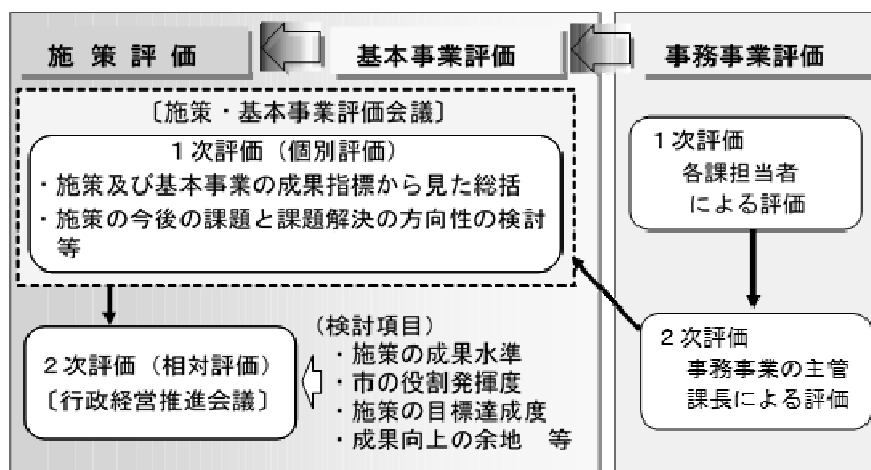 施 策 評 価
基本事業評価
事務事業評価
〔施策・基本事業評価会議〕
１次評価（個別評価）
・施策及び基本事業の成果指標から見た総括
・施策の今後の課題と課題解決の方向性の検討
等
１次評価
各課担当者
による評価
２次評価（相対評価）
〔行政経営推進会議〕
（検討項目）
・施策の成果水準
・市の役割発揮度
・施策の目標達成度
・成果向上の余地　等
２次評価
事務事業の主管
課長による評価